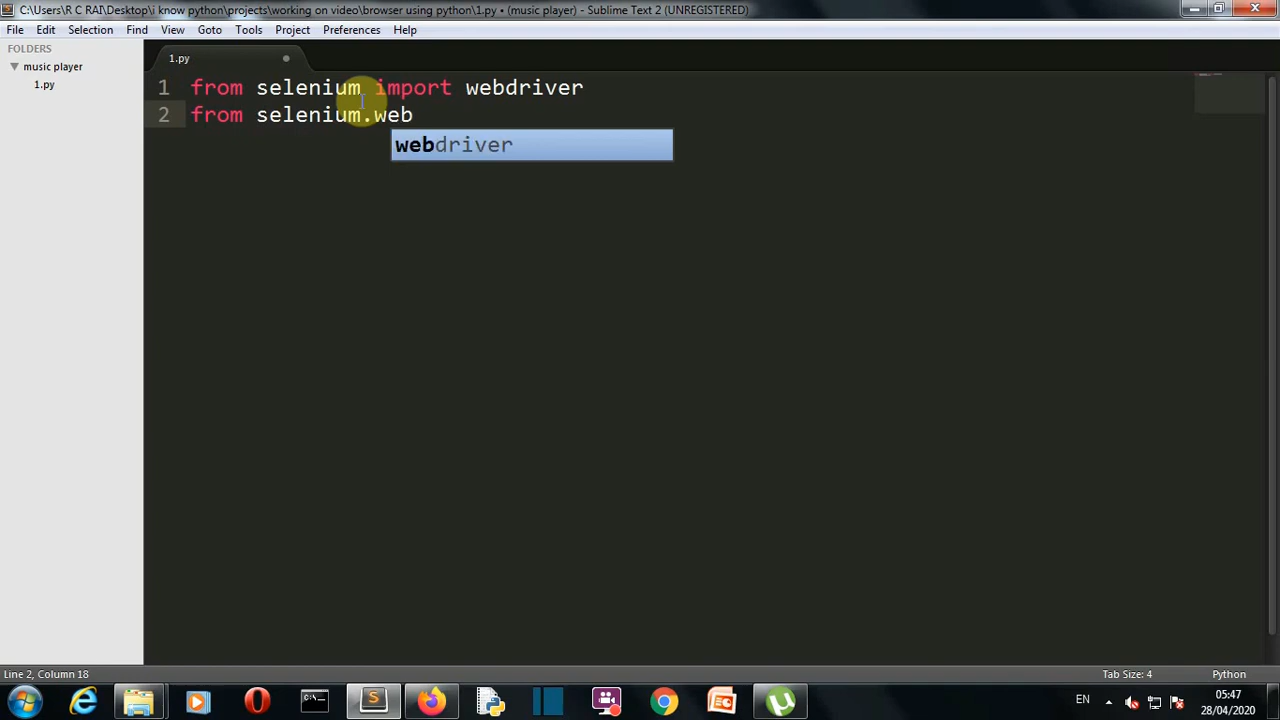 C:\Users\R C RAI\Desktop\i know python\projects\working on video\browser using python\1.py • (music player) - Sublime Text 2 (UNREGISTERED)
File Edit Selection Find View Goto Tools Project Preferences Help
FOLDERS
music player
1.py
1.py
1 from selenium import webdriver
2 from selenium.web
webdriver
Line 2, Column 18
Tab Size: 4
Python
EN
05:47
28/04/2020